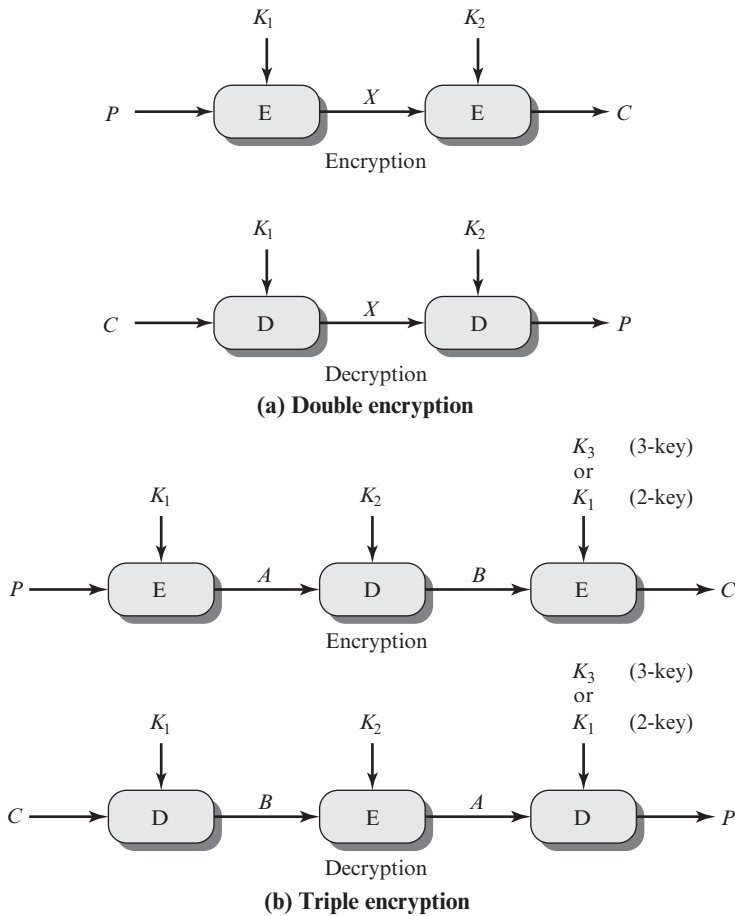 K₁ K₂
P E X E C
Encryption
K₁ K₂
C D X D P
Decryption
(a) Double encryption
K₃ (3-key)
or
K₁ K₂ K₁ (2-key)
P E A D B E C
Encryption
K₃ (3-key)
or
K₁ K₂ K₁ (2-key)
C D B E A D P
Decryption
(b) Triple encryption